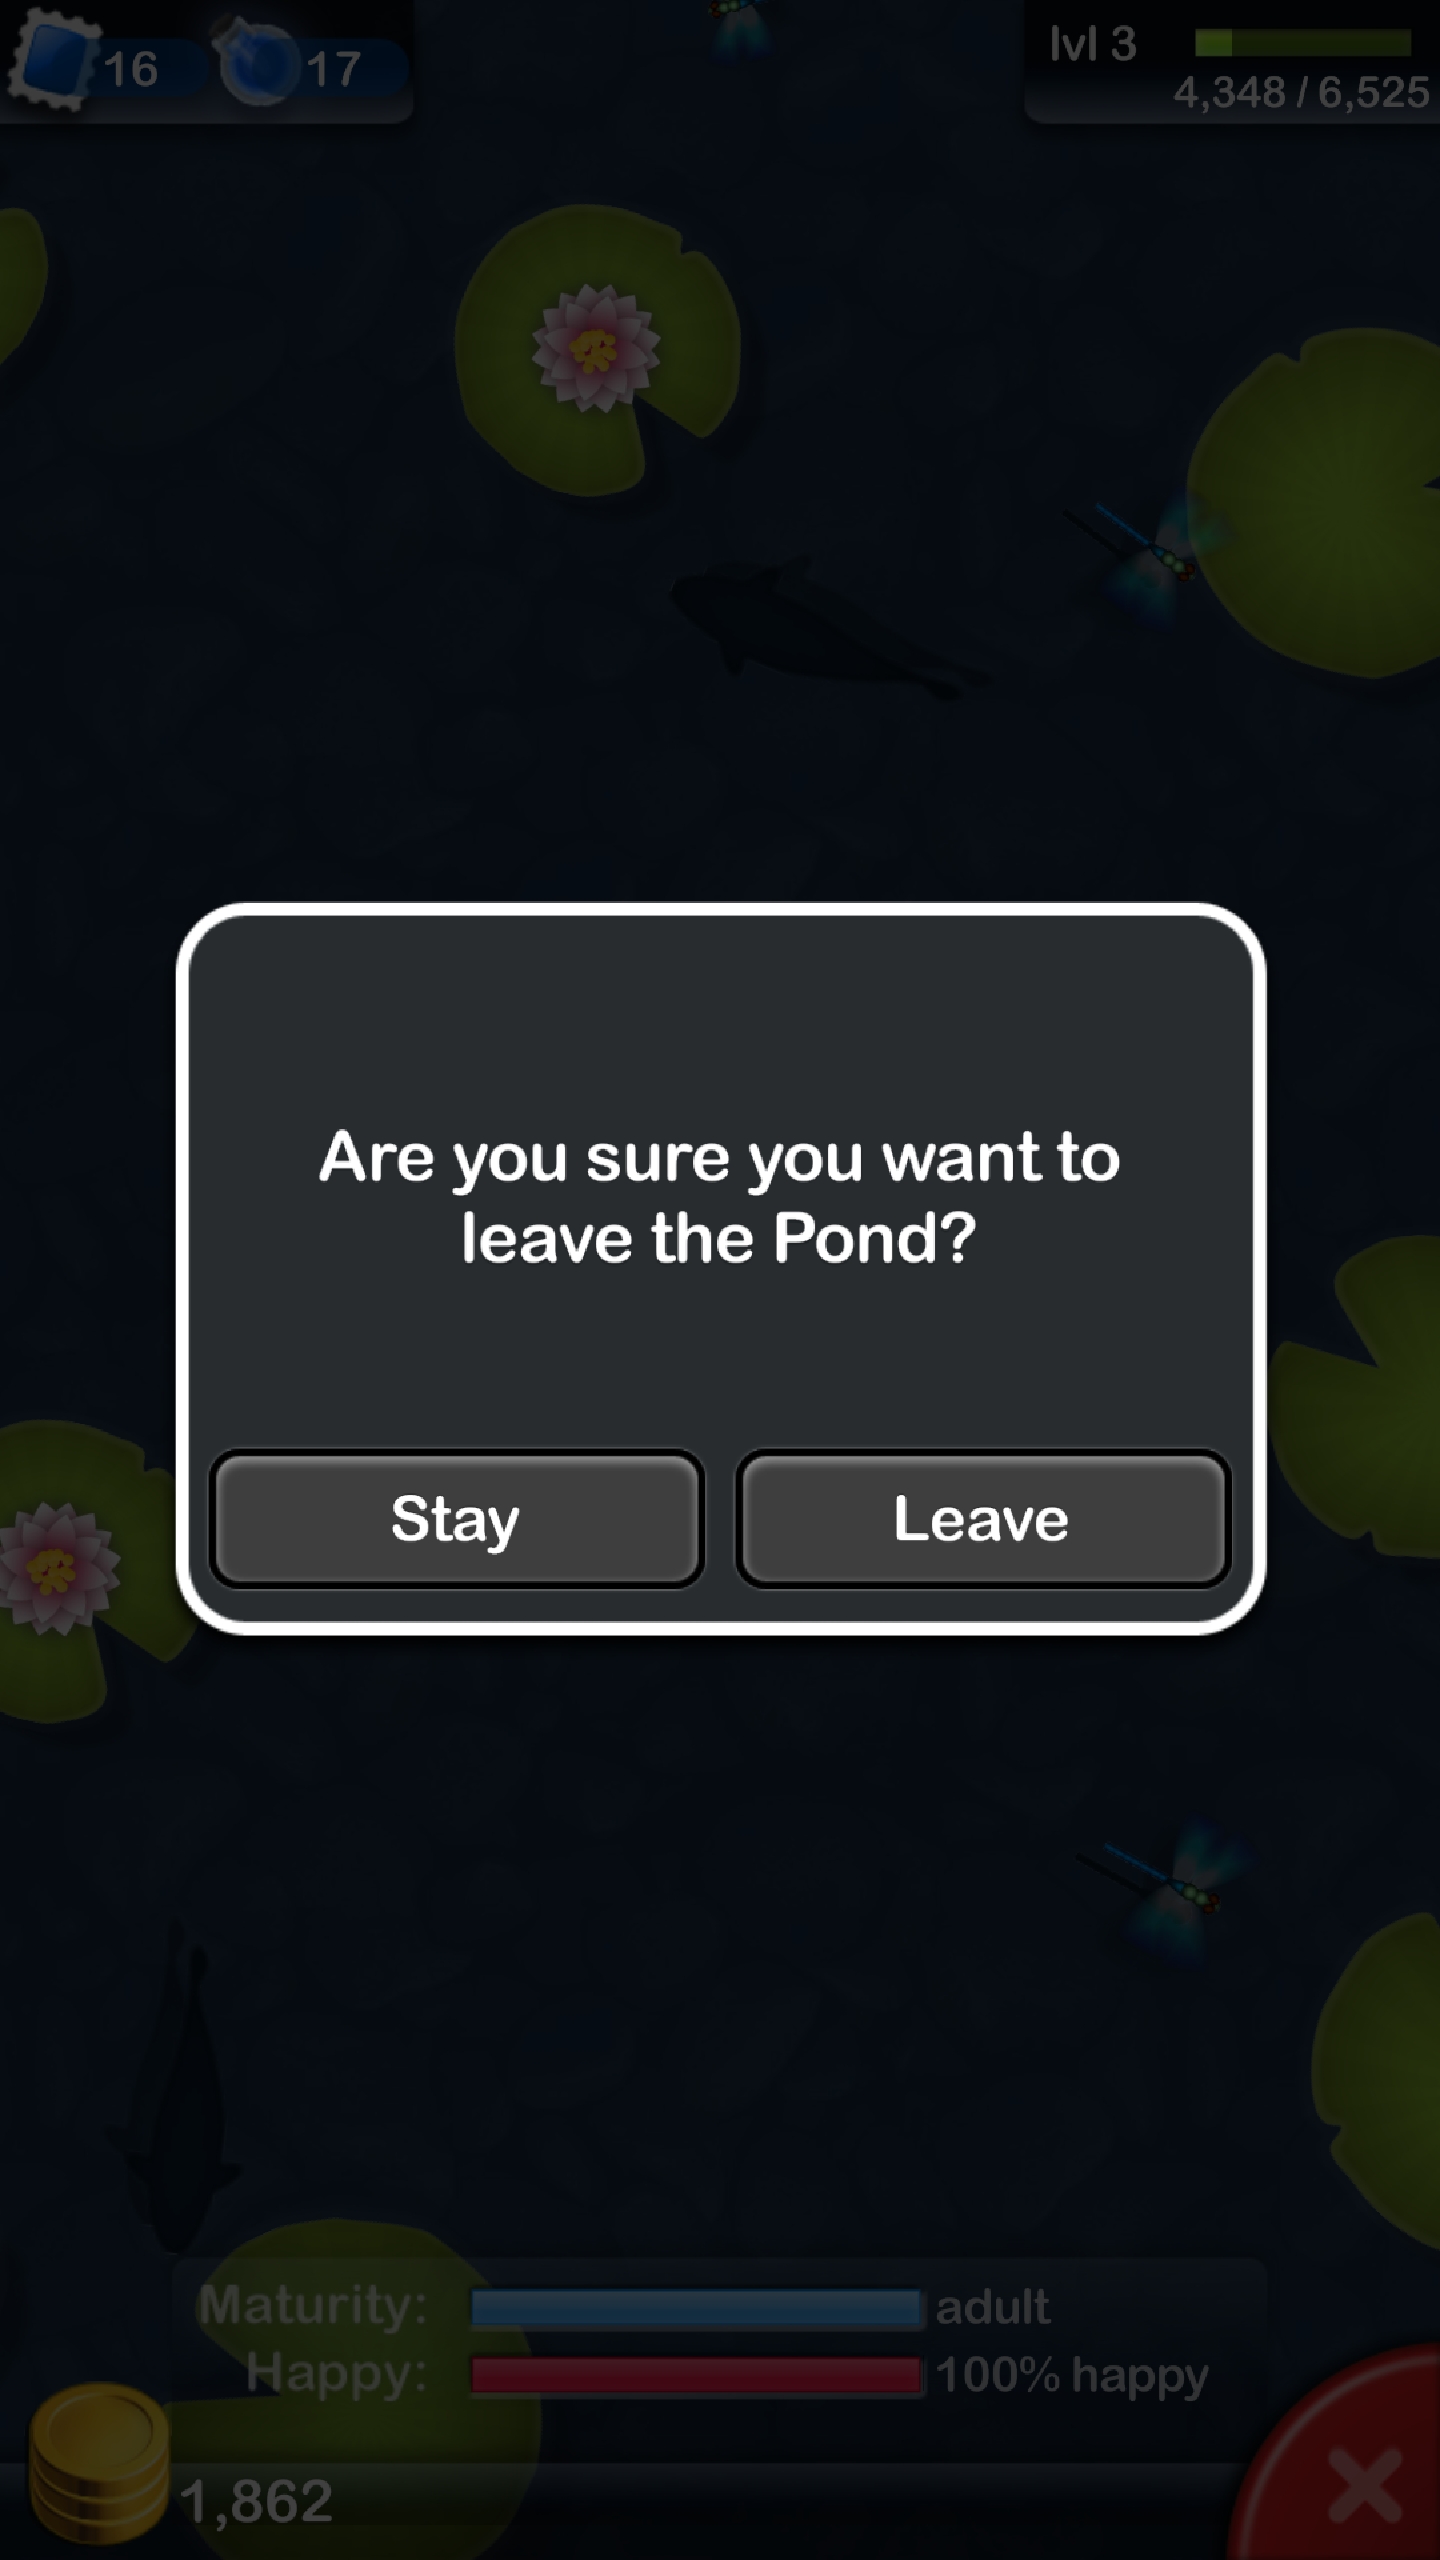 16
17
lvl 3
4,348 / 6,525
Are you sure you want to
leave the Pond?
Stay
Leave
Maturity:
adult
Happy:
100% happy
1,862